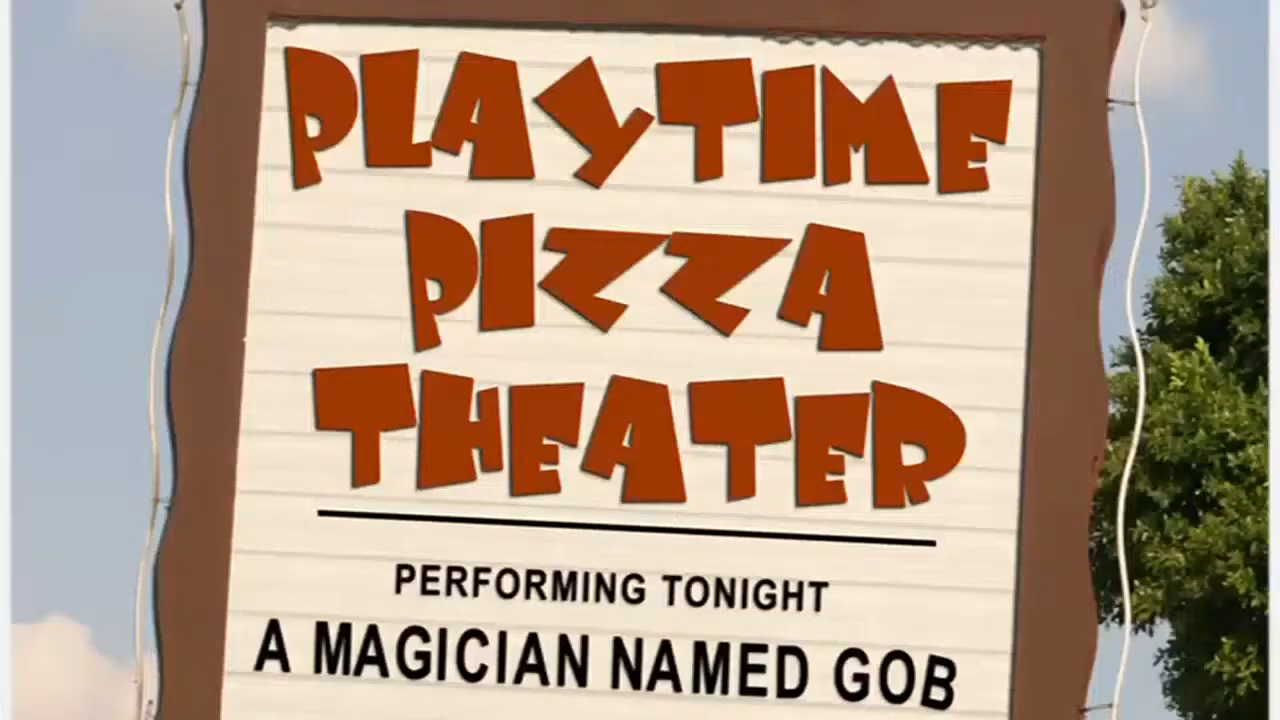 PLAYTIME
PIZZA
THEATER
PERFORMING TONIGHT
A MAGICIAN NAMED GOB